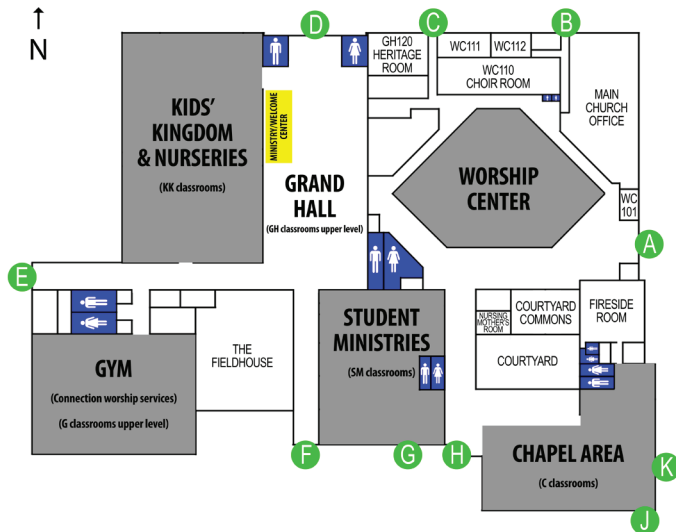 N
D
C
B
GH120
HERITAGE
ROOM
WC111
WC112
WC110
CHOIR ROOM
MAIN
CHURCH
OFFICE
KIDS'
KINGDOM
& NURSERIES
(KK classrooms)
MINISTRY/WELCOME
CENTER
GRAND
HALL
(GH classrooms upper level)
WORSHIP
CENTER
WC
101
A
E
STUDENT
MINISTRIES
(SM classrooms)
NURSING
MOTHER'S
ROOM
COURTYARD
COMMONS
FIRESIDE
ROOM
COURTYARD
THE
FIELDHOUSE
GYM
(Connection worship services)
(G classrooms upper level)
F
G
H
CHAPEL AREA
(C classrooms)
K
J